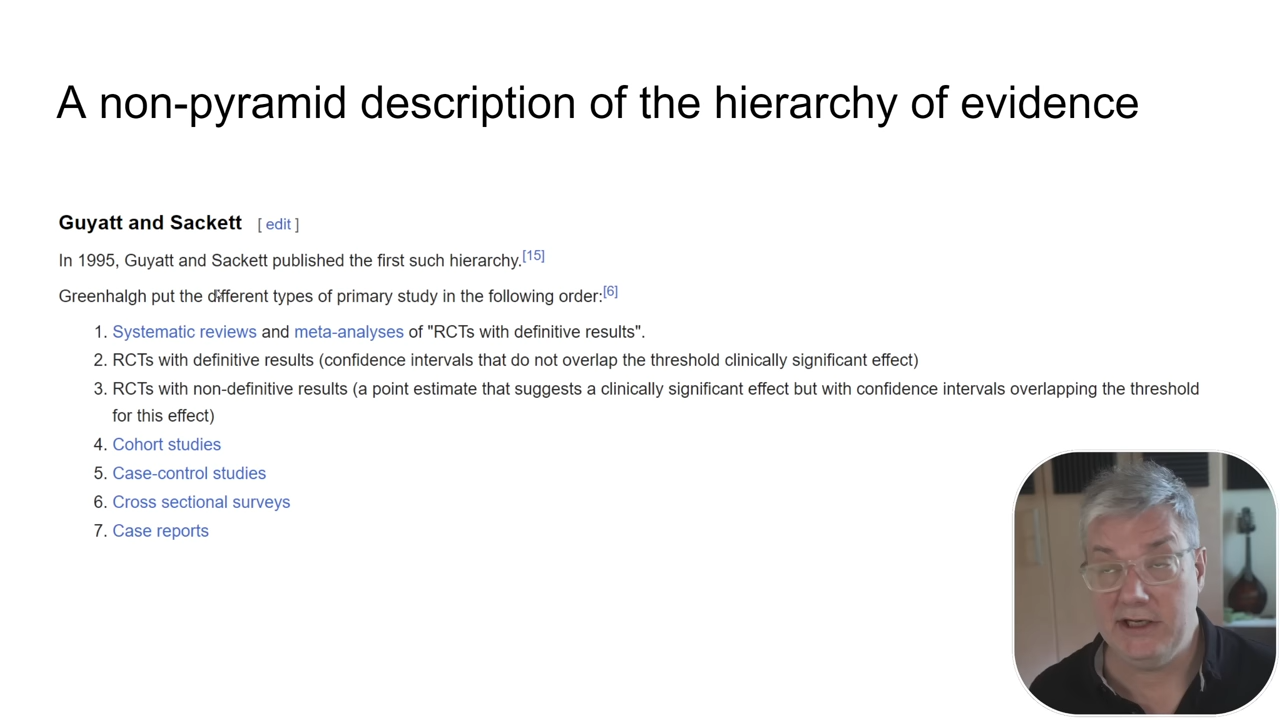 A non-pyramid description of the hierarchy of evidence
Guyatt and Sackett [ edit ]
In 1995, Guyatt and Sackett published the first such hierarchy.[15]
Greenhalgh put the different types of primary study in the following order:[6]
1. Systematic reviews and meta-analyses of "RCTs with definitive results".
2. RCTs with definitive results (confidence intervals that do not overlap the threshold clinically significant effect)
3. RCTs with non-definitive results (a point estimate that suggests a clinically significant effect but with confidence intervals overlapping the threshold
for this effect)
4. Cohort studies
5. Case-control studies
6. Cross sectional surveys
7. Case reports